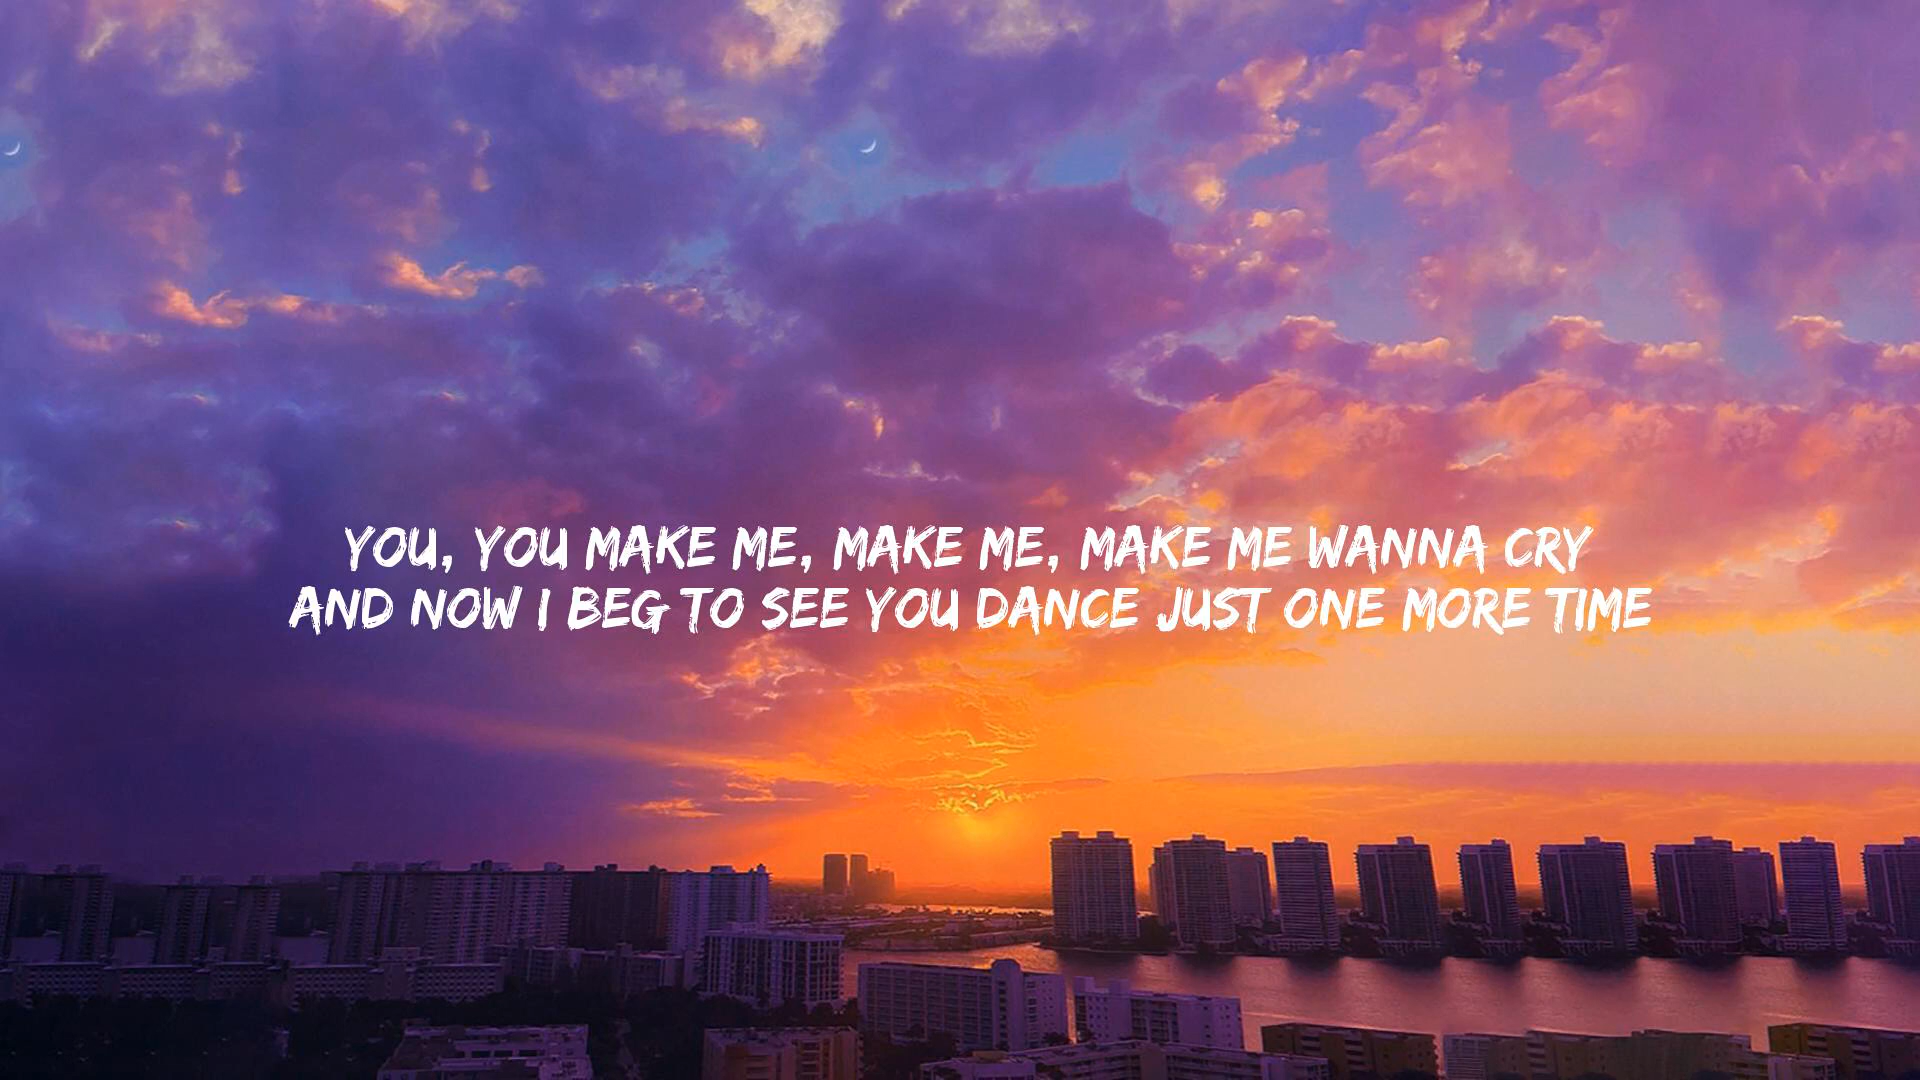 YOU, YOU MAKE ME, MAKE ME, MAKE ME WANNA CRY
AND NOW I BEG TO SEE YOU DANCE JUST ONE MORE TIME